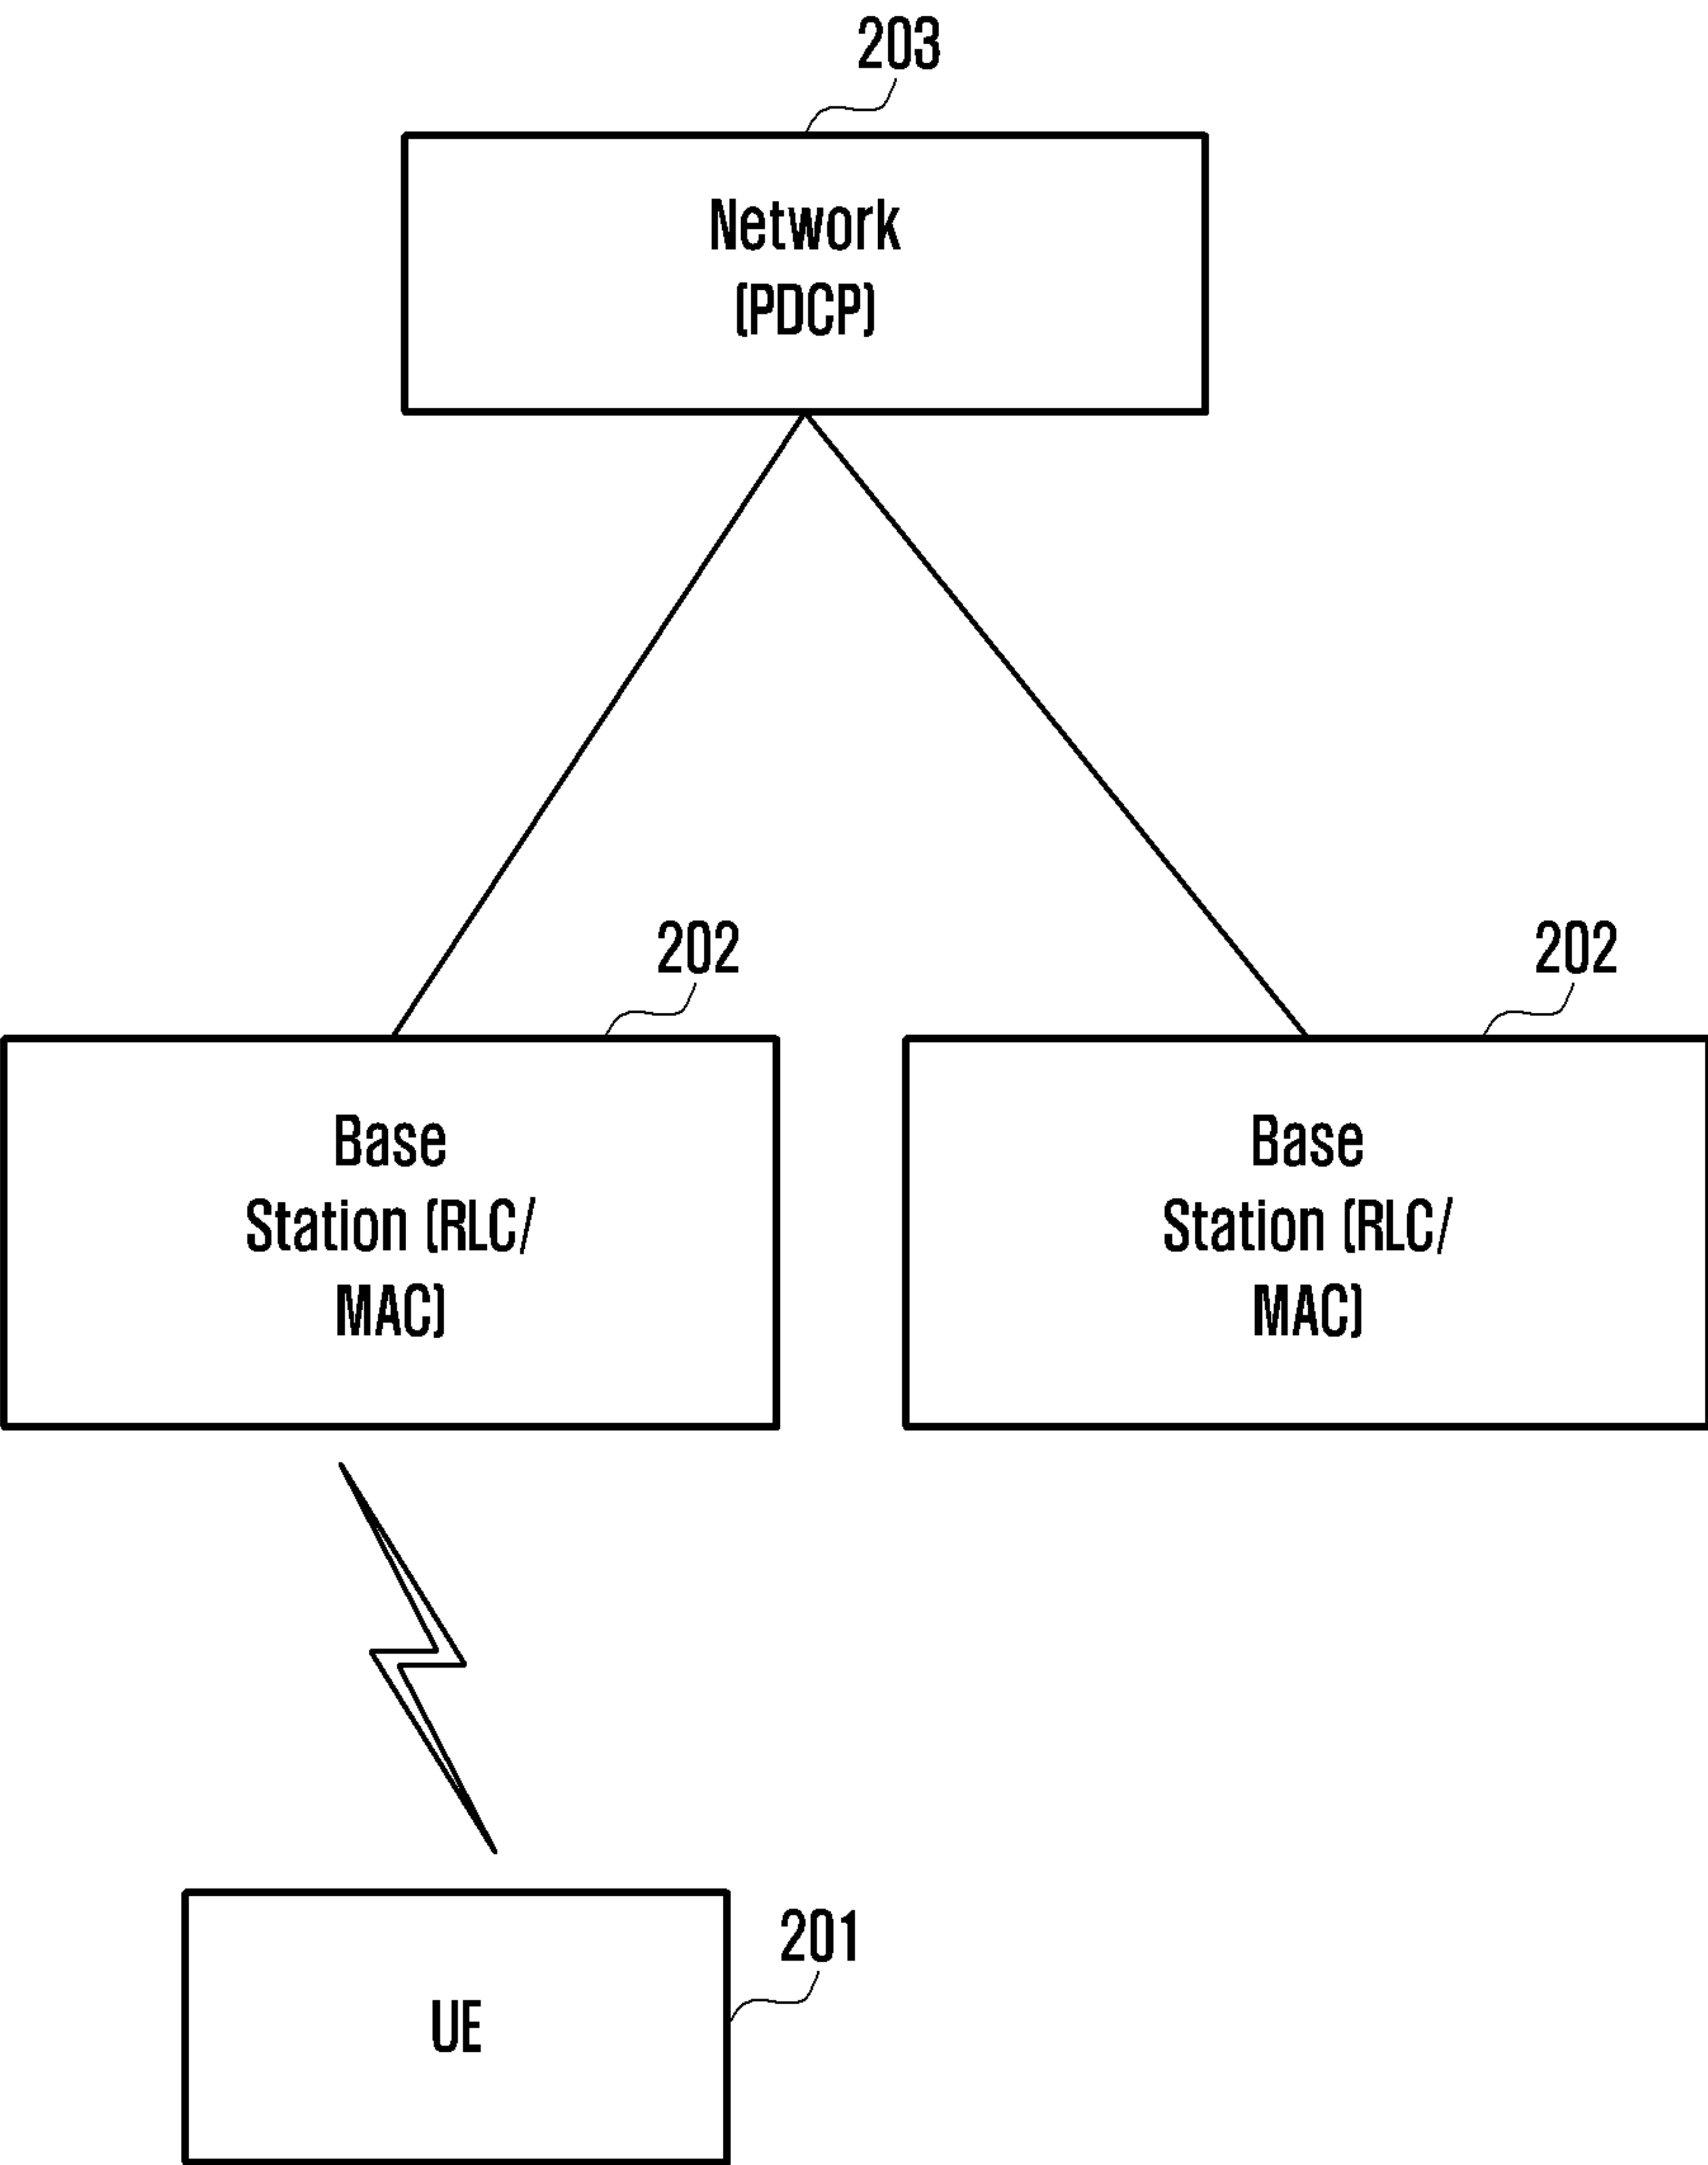 203
Network
(PDCP)
202
202
Base
Station (RLC/
MAC)
Base
Station (RLC/
MAC)
UE
201